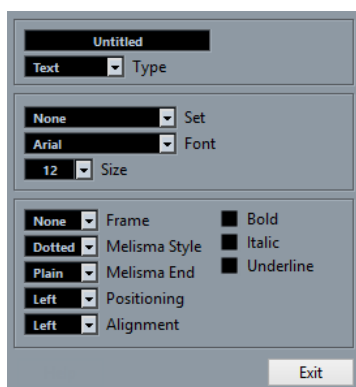 Untitled
Text Type
None Set
Arial Font
12 Size
None Frame Bold
Dotted Melisma Style Italic
Plain Melisma End Underline
Left Positioning
Left Alignment
Exit